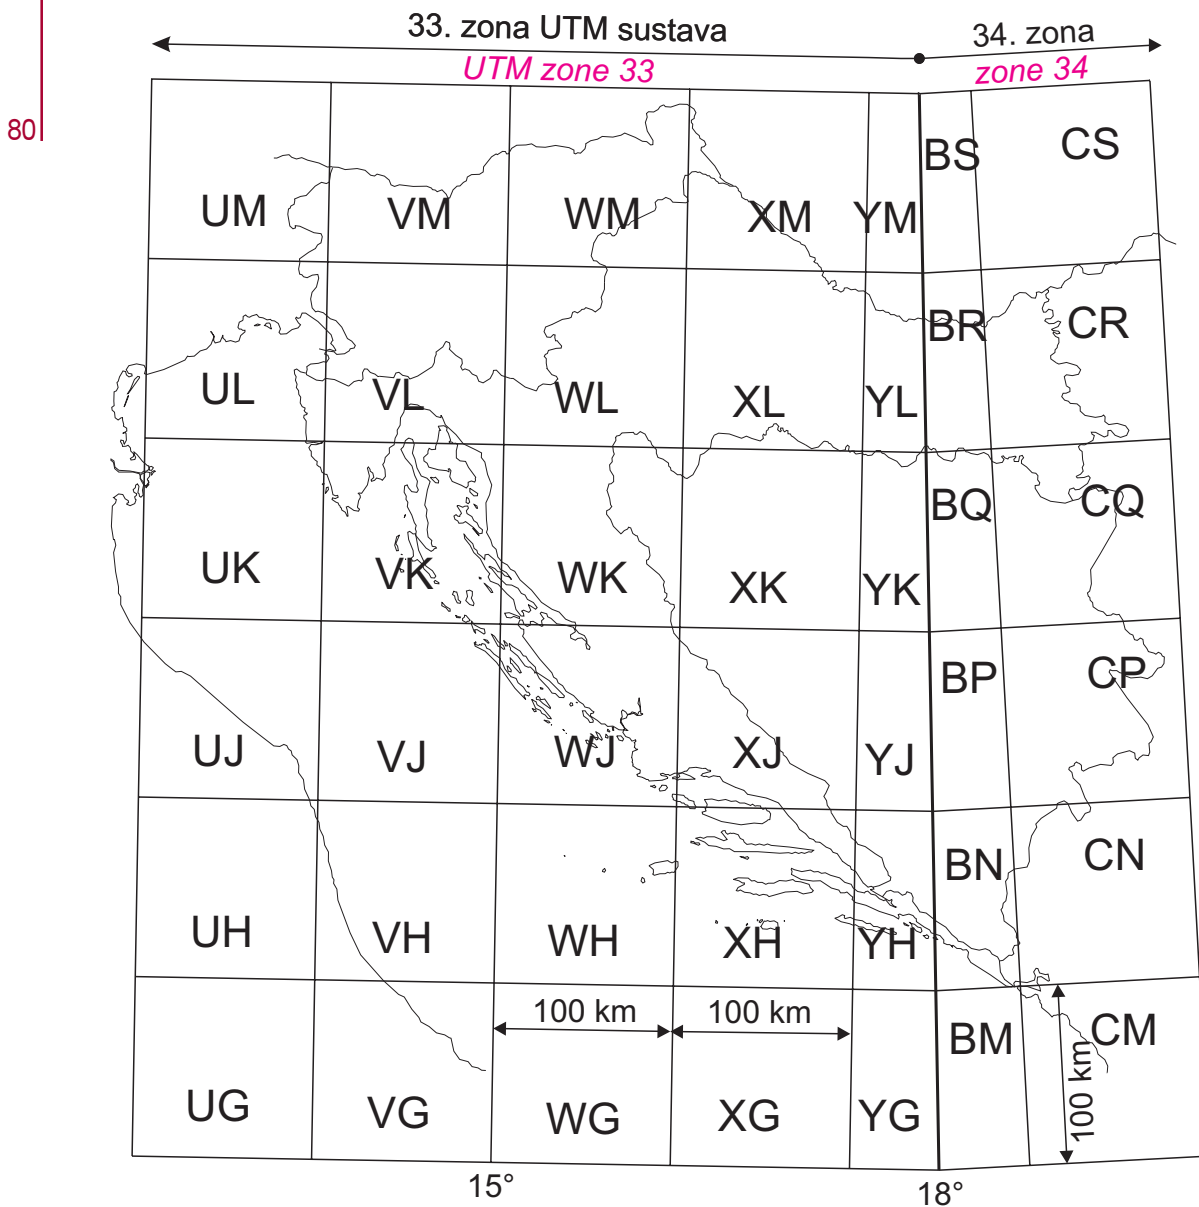 33. zona UTM sustava
34. zona
UTM zone 33
zone 34
80
BS
CS
UM
VM
WM
XM
YM
BR
CR
UL
VL
WL
XL
YL
BQ
CQ
UK
VK
WK
XK
YK
BP
CP
UJ
VJ
WJ
XJ
YJ
BN
CN
UH
VH
WH
XH
YH
100 km
100 km
BM
CM
100 km
UG
VG
WG
XG
YG
15°
18°